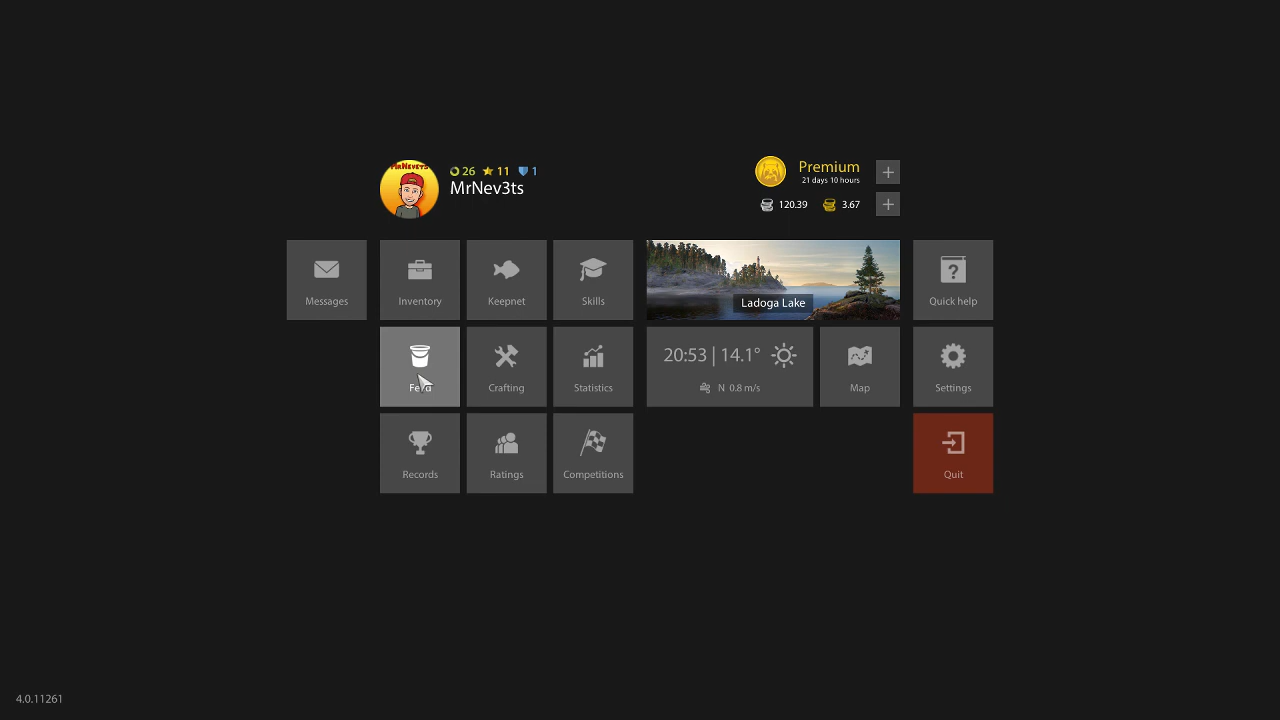 MRNEVETS
26 11 1
MrNev3ts
Premium
21 days 10 hours
120.39 3.67
Messages
Inventory
Keepnet
Skills
Ladoga Lake
Quick help
Crafting
Statistics
20:53 | 14.1°
N 0.8 m/s
Map
Settings
Records
Ratings
Competitions
Quit
4.0.11261